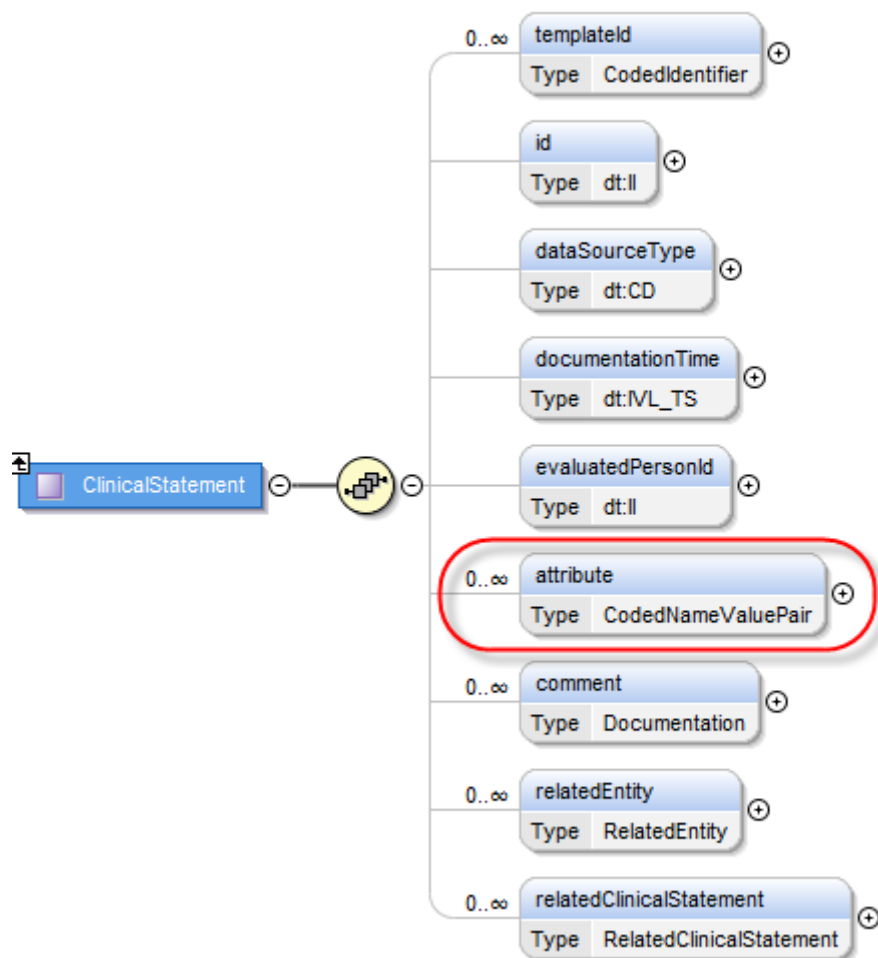 0..∞ templateId
Type CodedIdentifier
id
Type dt:II
dataSourceType
Type dt:CD
documentationTime
Type dt:IVL_TS
ClinicalStatement
evaluatedPersonId
Type dt:II
0..∞ attribute
Type CodedNameValuePair
0..∞ comment
Type Documentation
0..∞ relatedEntity
Type RelatedEntity
0..∞ relatedClinicalStatement
Type RelatedClinicalStatement